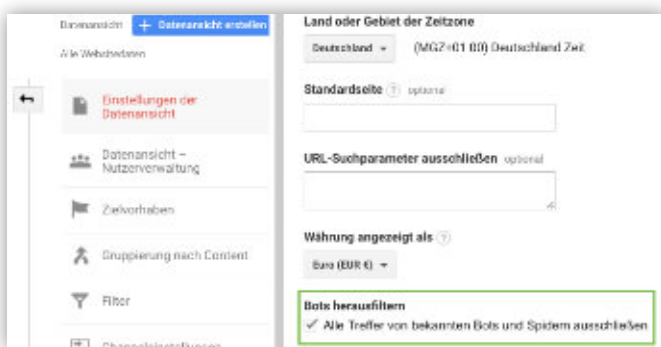 Datenansicht + Datenansicht erstellen
Alle Websitedaten
Einstellungen der
Datenansicht
Datenansicht –
Nutzerverwaltung
Zielvorhaben
Gruppierung nach Content
Filter
Channeleinstellungen
Land oder Gebiet der Zeitzone
Deutschland (MGZ+01:00) Deutschland Zeit
Standardseite ? optional
URL-Suchparameter ausschließen optional
Währung angezeigt als ?
Euro (EUR €)
Bots herausfiltern
Alle Treffer von bekannten Bots und Spidern ausschließen